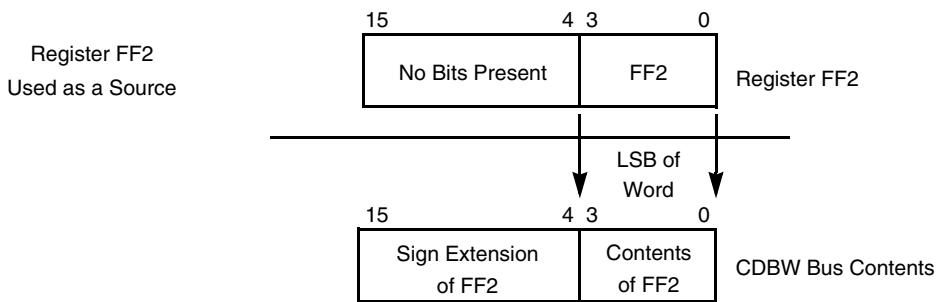 15 4 3 0
Register FF2
Used as a Source
No Bits Present
FF2
Register FF2
LSB of
Word
15 4 3 0
Sign Extension
of FF2
Contents
of FF2
CDBW Bus Contents